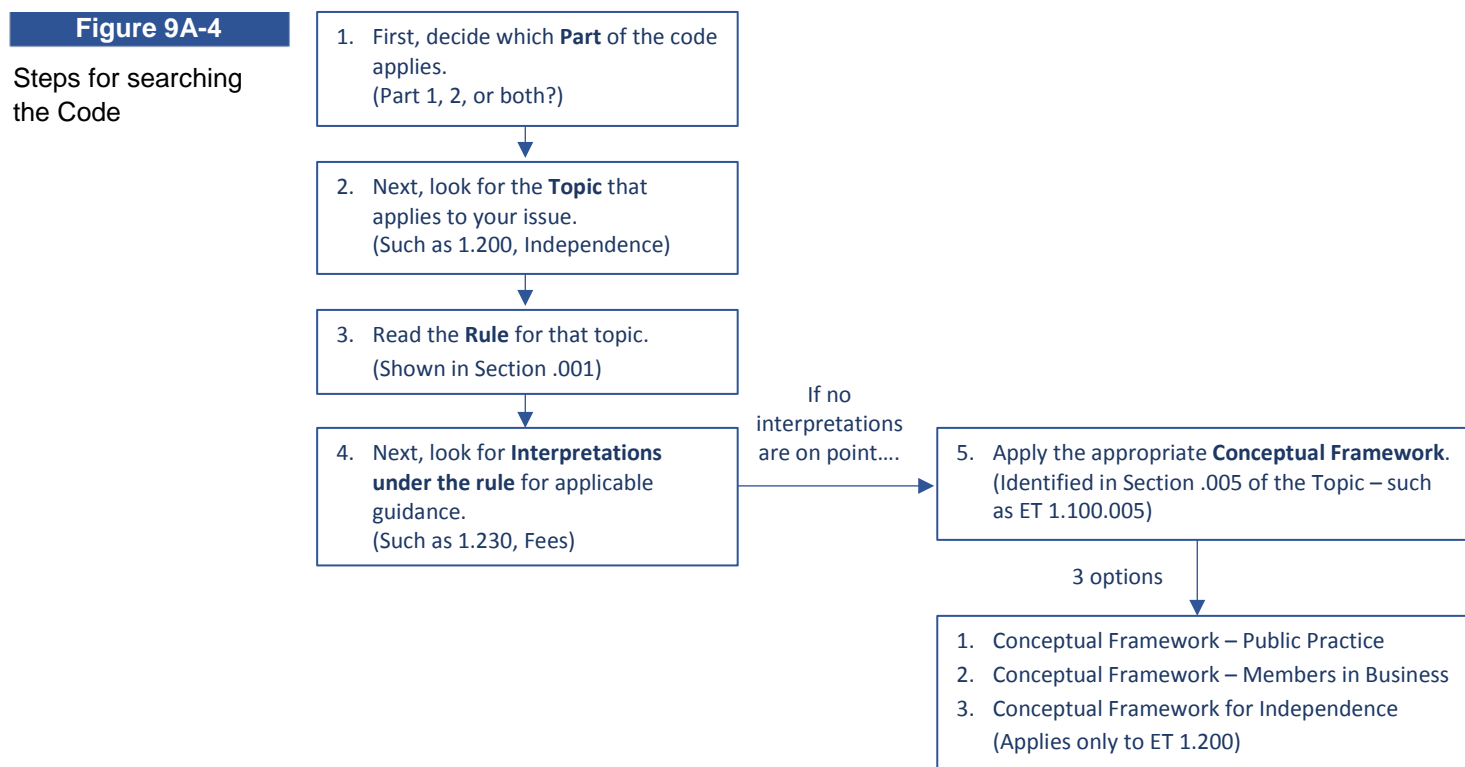 Figure 9A-4
Steps for searching
the Code
1. First, decide which Part of the code
applies.
(Part 1, 2, or both?)
2. Next, look for the Topic that
applies to your issue.
(Such as 1.200, Independence)
3. Read the Rule for that topic.
(Shown in Section .001)
4. Next, look for Interpretations
under the rule for applicable
guidance.
(Such as 1.230, Fees)
If no
interpretations
are on point....
5. Apply the appropriate Conceptual Framework.
(Identified in Section .005 of the Topic – such
as ET 1.100.005)
3 options
1. Conceptual Framework – Public Practice
2. Conceptual Framework – Members in Business
3. Conceptual Framework for Independence
(Applies only to ET 1.200)